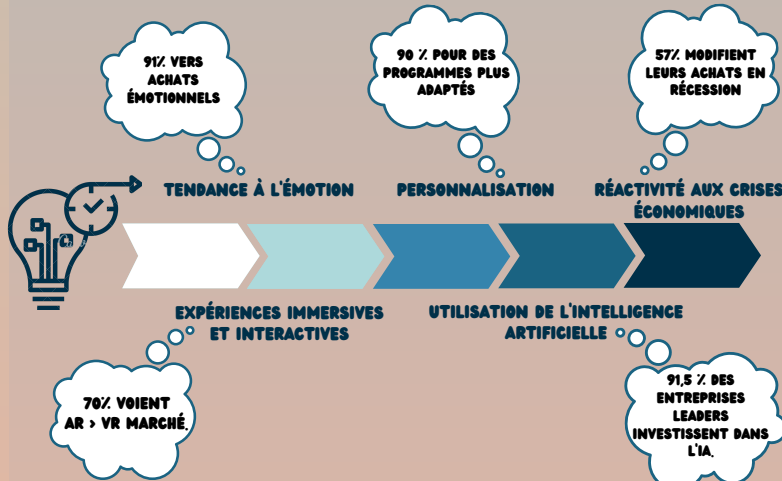 91% VERS
ACHATS
ÉMOTIONNELS
90 % POUR DES
PROGRAMMES PLUS
ADAPTÉS
57% MODIFIENT
LEURS ACHATS EN
RÉCESSION
TENDANCE À L'ÉMOTION
PERSONNALISATION
RÉACTIVITÉ AUX CRISES
ÉCONOMIQUES
EXPÉRIENCES IMMERSIVES
ET INTERACTIVES
UTILISATION DE L'INTELLIGENCE
ARTIFICIELLE
70% VOIENT
AR > VR MARCHÉ.
91,5 % DES
ENTREPRISES
LEADERS
INVESTISSENT DANS
L'IA.